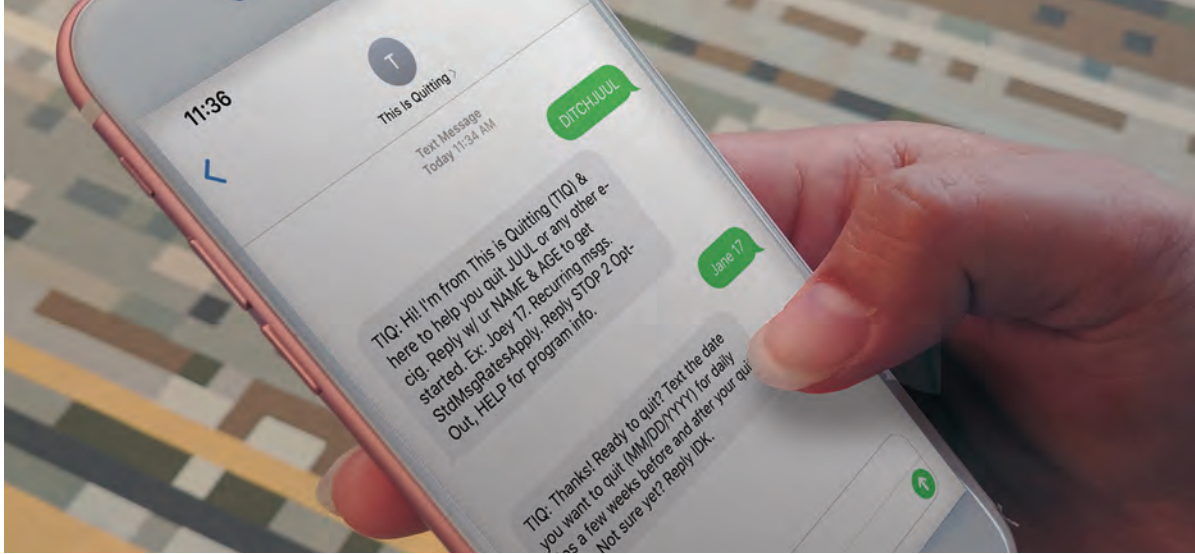 11:36
T
This is Quitting
Text Message
Today 11:34 AM
DITCHJUUL
TIQ: Hi! I'm from This is Quitting (TIQ) &
here to help you quit JUUL or any other e-
cig. Reply w/ ur NAME & AGE to get
started. Ex: Joey 17. Recurring msgs.
StdMsgRatesApply. Reply STOP 2 Opt-
Out, HELP for program info.
Jane 17
TIQ: Thanks! Ready to quit? Text the date
you want to quit (MM/DD/YYYY) for daily
a few weeks before and after your
Not sure yet? Reply IDK.